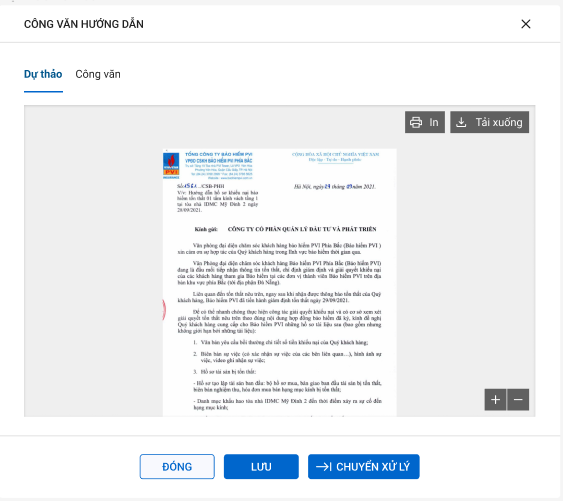 CÔNG VĂN HƯỚNG DẪN
Dự thảo Công văn
In Tải xuống
TỔNG CÔNG TY BẢO HIỂM PVI
VPĐD CSKH BẢO HIỂM PVI PHÍA BẮC
CỘNG HÒA XÃ HỘI CHỦ NGHĨA VIỆT NAM
Độc lập - Tự do - Hạnh phúc
PVI
/CSB-PHH
Hà Nội, ngày 29 tháng 09 năm 2021.
V/v: Hướng dẫn hồ sơ khiếu nại bảo
hiểm tổn thất 01 tấm kính vách tầng 1
tại tòa nhà IDMC Mỹ Đình 2 ngày
28/09/2021.
Kính gửi: CÔNG TY CỔ PHẦN QUẢN LÝ ĐẦU TƯ VÀ PHÁT TRIỂN
Văn phòng đại diện chăm sóc khách hàng bảo hiểm PVI Phía Bắc (Bảo hiểm PVI )
xin cảm ơn sự hợp tác của Quý khách hàng trong lĩnh vực bảo hiểm thời gian qua.
Văn Phòng đại diện chăm sóc khách hàng Bảo hiểm PVI Phía Bắc (Bảo hiểm PVI)
đang là đầu mối tiếp nhận thông tin tổn thất, chỉ định giám định và giải quyết khiếu nại
của các khách hàng tham gia Bảo hiểm tại các đơn vị thành viên Bảo hiểm PVI trên địa
bàn khu vực phía Bắc (tới địa phận Đà Nẵng).
Liên quan đến tổn thất nêu trên, ngay sau khi nhận được thông báo tổn thất của Quý
khách hàng, Bảo hiểm PVI đã tiến hành giám định tổn thất ngày 29/09/2021.
Để có thể nhanh chóng thực hiện công tác giải quyết khiếu nại và có cơ sở xem xét
giải quyết tổn thất nêu trên theo đúng nội dung hợp đồng bảo hiểm đã ký, kính đề nghị
Quý khách hàng cung cấp cho Bảo hiểm PVI những hồ sơ tài liệu sau (bao gồm nhưng
không giới hạn bởi những tài liệu):
1. Văn bản yêu cầu bồi thường chi tiết số tiền khiếu nại của Quý khách hàng;
2. Biên bản sự việc (có xác nhận sự việc của các bên liên quan…), hình ảnh sự
việc, video ghi nhận sự việc;
3. Hồ sơ tài sản bị tổn thất:
- Hồ sơ tạo lập tài sản ban đầu: bộ hồ sơ mua, bàn giao ban đầu tài sản bị tổn thất,
biên bản nghiệm thu, hóa đơn mua bán hạng mục kính bị tổn thất;
- Danh mục khấu hao tòa nhà IDMC Mỹ Đình 2 đến thời điểm xảy ra sự cố đến
hạng mục kính;
ĐÓNG LƯU CHUYỂN XỬ LÝ